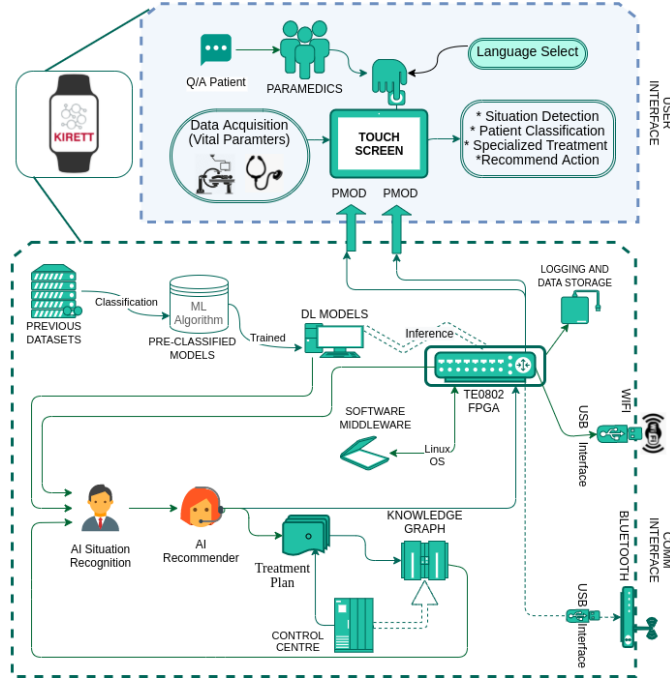 Q/A Patient
PARAMEDICS
Language Select
KIRETT
Data Acquisition
(Vital Paramters)
TOUCH
SCREEN
* Situation Detection
* Patient Classification
* Specialized Treatment
*Recommend Action
USER
INTERFACE
PMOD
PMOD
PREVIOUS
DATASETS
Classification
ML
Algorithm
PRE-CLASSIFIED
MODELS
Trained
DL MODELS
Inference
LOGGING AND
DATA STORAGE
TE0802
FPGA
SOFTWARE
MIDDLEWARE
Linux
OS
WIFI
USB
Interface
AI Situation
Recognition
AI
Recommender
Treatment
Plan
KNOWLEDGE
GRAPH
CONTROL
CENTRE
COMM
INTERFACE
BLUETOOTH
USB
Interface